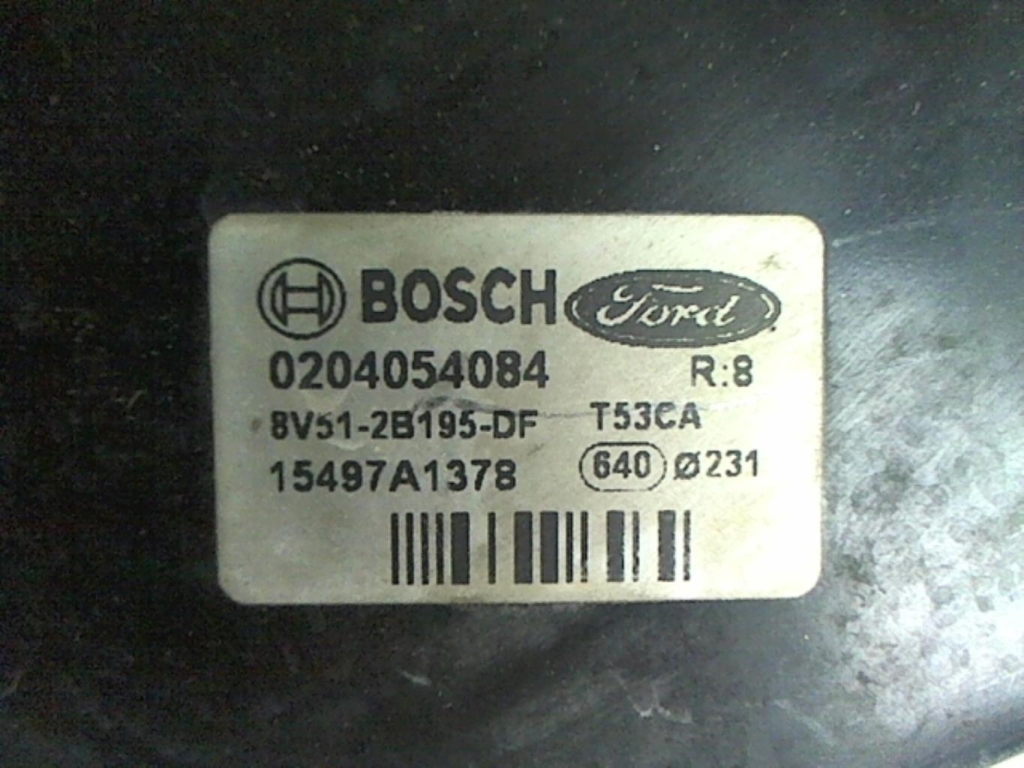 BOSCH Ford
0204054084 R:8
8V51-2B195-DF T53CA
15497A1378 640 Ø231